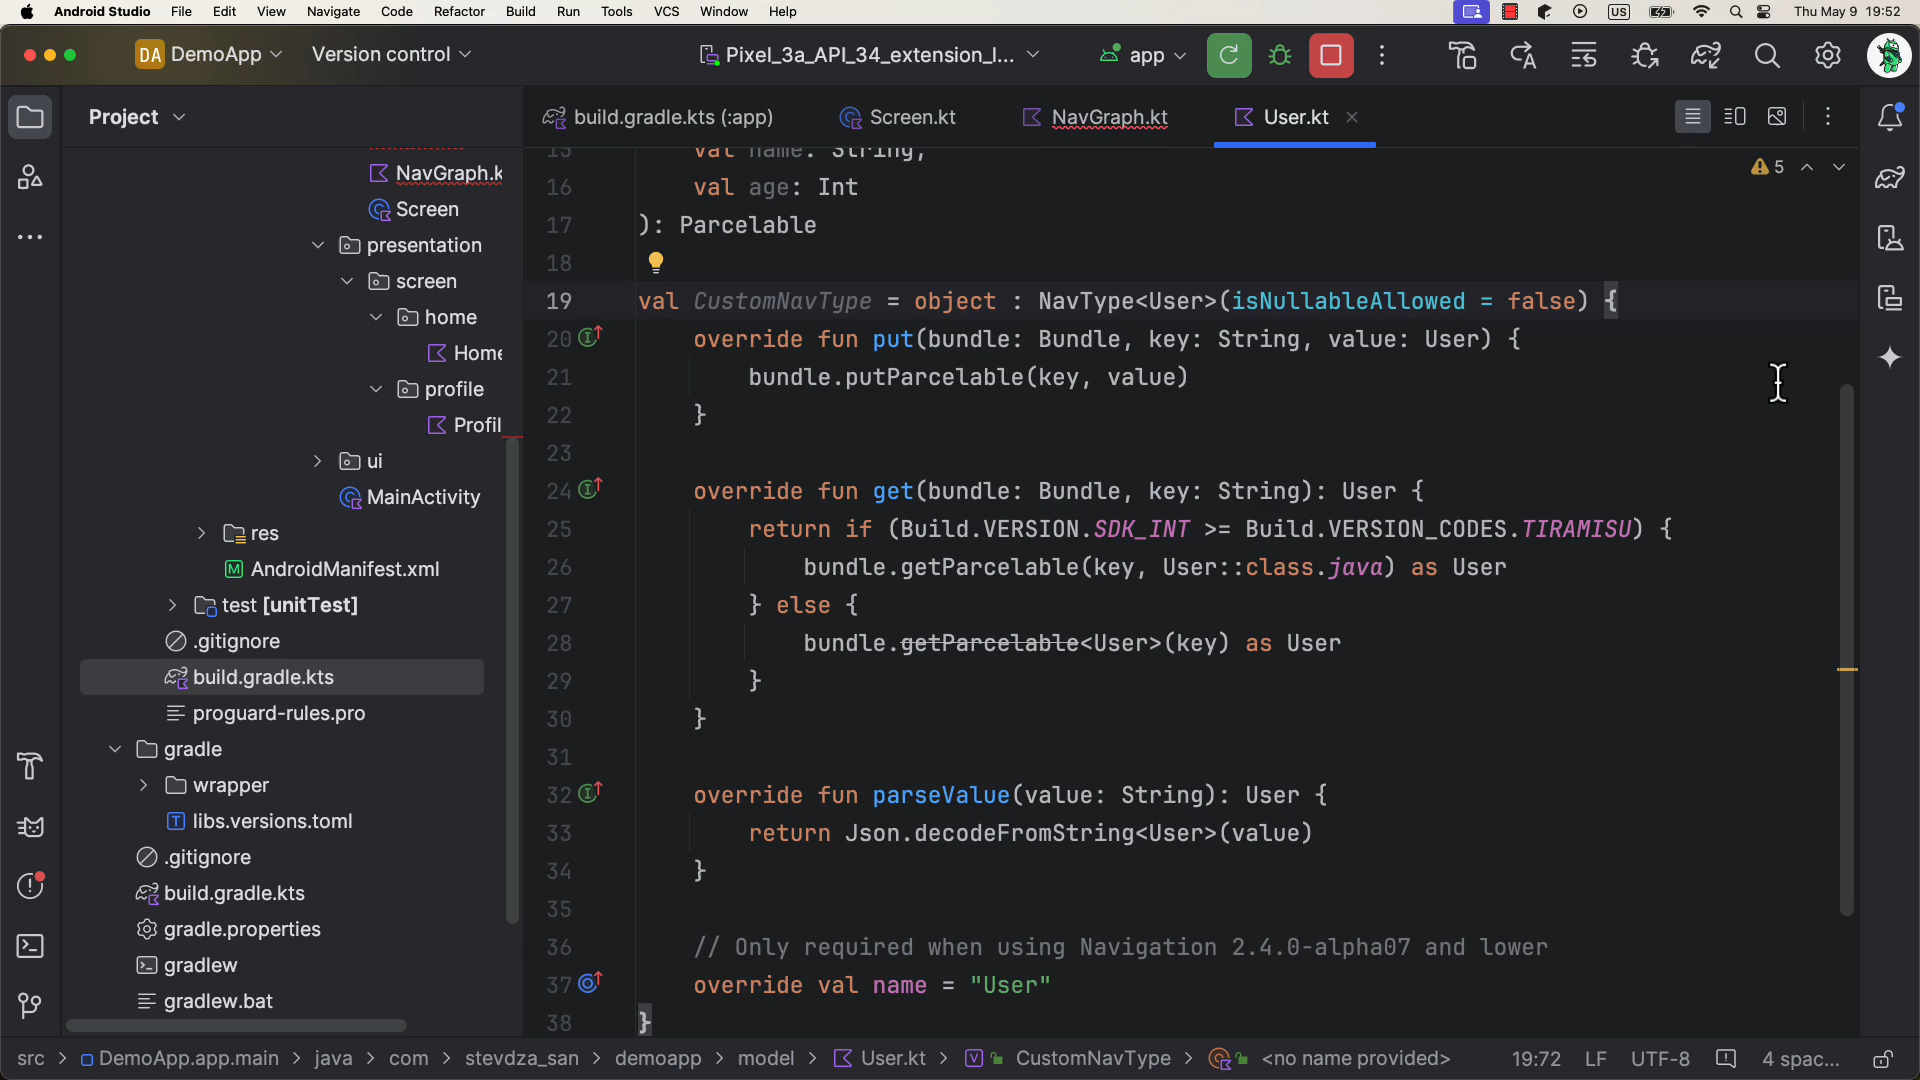 Android Studio File Edit View Navigate Code Refactor Build Run Tools VCS Window Help US Thu May 9 19:52
DA DemoApp Version control Pixel_3a_API_34_extension_l... app
Project
build.gradle.kts (:app) Screen.kt NavGraph.kt User.kt
NavGraph.k
Screen
presentation
screen
home
Home
profile
Profil
ui
MainActivity
res
AndroidManifest.xml
test [unitTest]
.gitignore
build.gradle.kts
proguard-rules.pro
gradle
wrapper
libs.versions.toml
.gitignore
build.gradle.kts
gradle.properties
gradlew
gradlew.bat
5
15 val name: String,
16 val age: Int
17 ): Parcelable
18
19 val CustomNavType = object : NavType<User>(isNullableAllowed = false) {
20 override fun put(bundle: Bundle, key: String, value: User) {
21 bundle.putParcelable(key, value)
22 }
23
24 override fun get(bundle: Bundle, key: String): User {
25 return if (Build.VERSION.SDK_INT >= Build.VERSION_CODES.TIRAMISU) {
26 bundle.getParcelable(key, User::class.java) as User
27 } else {
28 bundle.getParcelable<User>(key) as User
29 }
30 }
31
32 override fun parseValue(value: String): User {
33 return Json.decodeFromString<User>(value)
34 }
35
36 // Only required when using Navigation 2.4.0-alpha07 and lower
37 override val name = "User"
38 }
src > DemoApp.app.main > java > com > stevdza_san > demoapp > model > User.kt > CustomNavType > <no name provided> 19:72 LF UTF-8 4 spac...